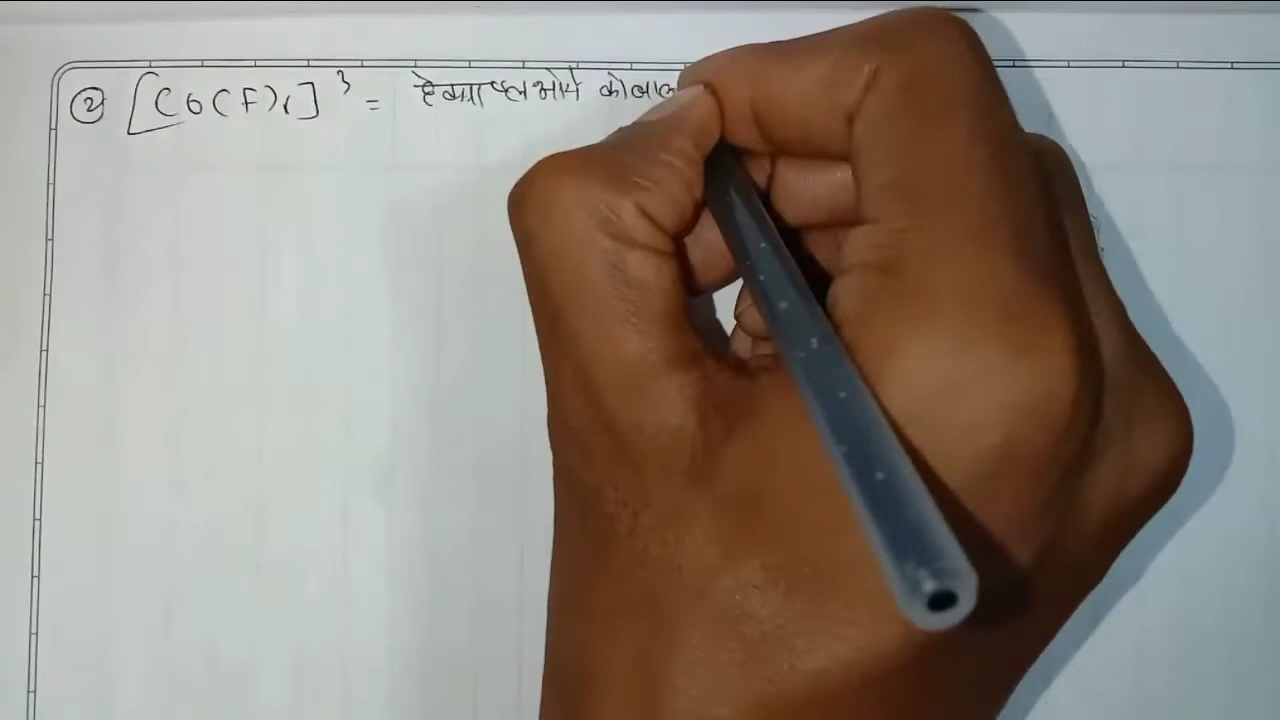 ② [Co(F)₆]³ = हेक्साफ्लुओरो कोबाल